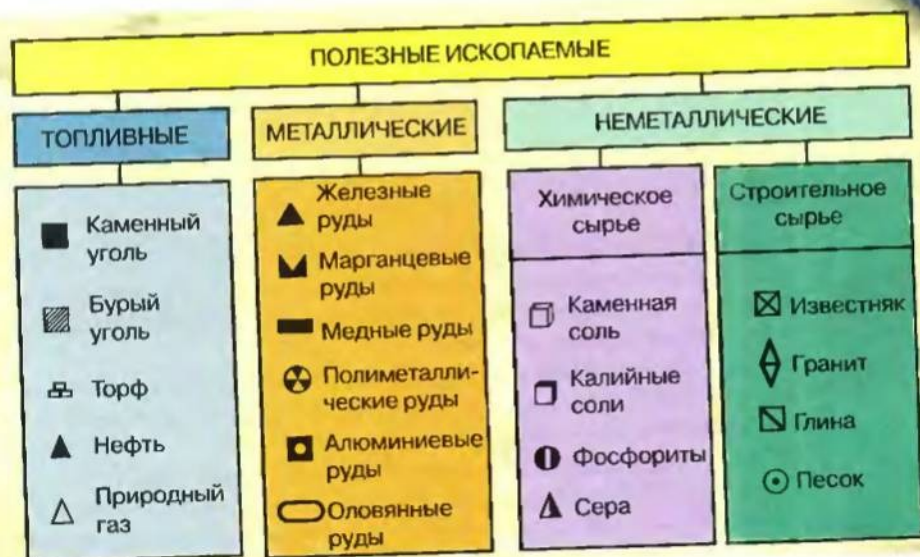 ПОЛЕЗНЫЕ ИСКОПАЕМЫЕ
ТОПЛИВНЫЕ
Каменный
уголь
Бурый
уголь
Торф
Нефть
Природный
газ
МЕТАЛЛИЧЕСКИЕ
Железные
руды
Марганцевые
руды
Медные руды
Полиметалли-
ческие руды
Алюминиевые
руды
Оловянные
руды
НЕМЕТАЛЛИЧЕСКИЕ
Химическое
сырье
Каменная
соль
Калийные
соли
Фосфориты
Сера
Строительное
сырье
Известняк
Гранит
Глина
Песок